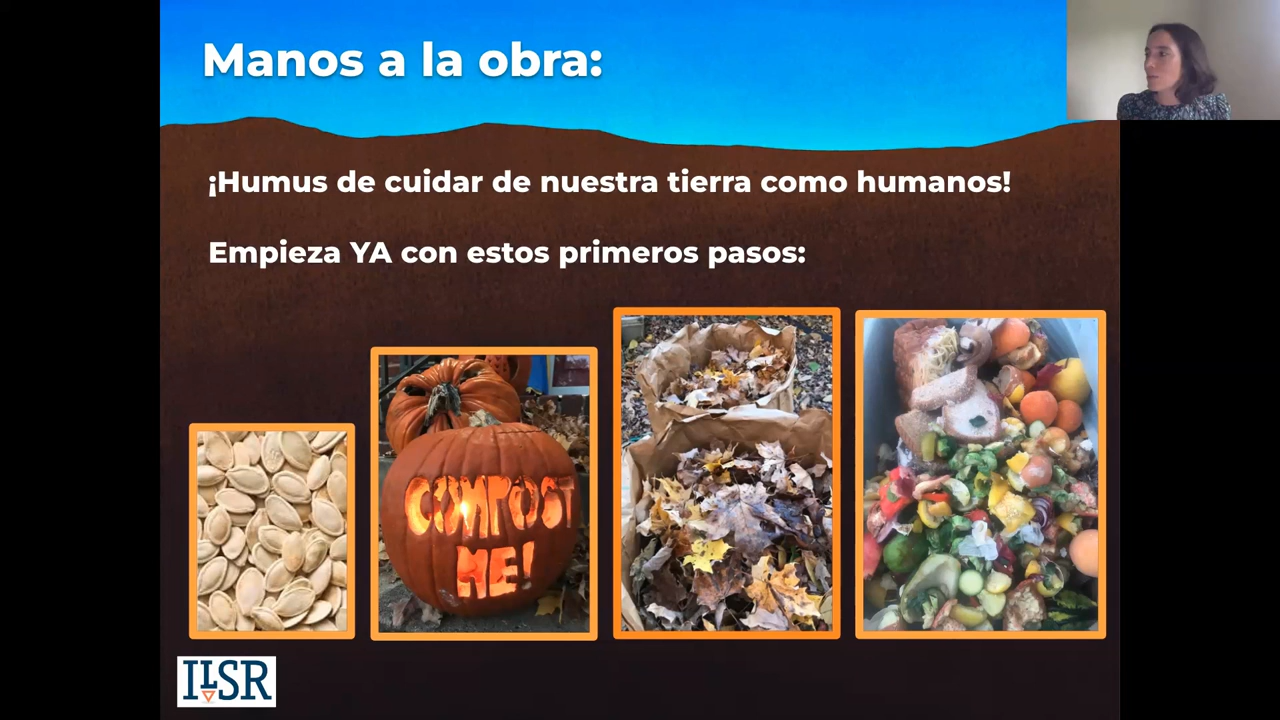 Manos a la obra:
¡Humus de cuidar de nuestra tierra como humanos!
Empieza YA con estos primeros pasos:
COMPOST
ME!
ILSR